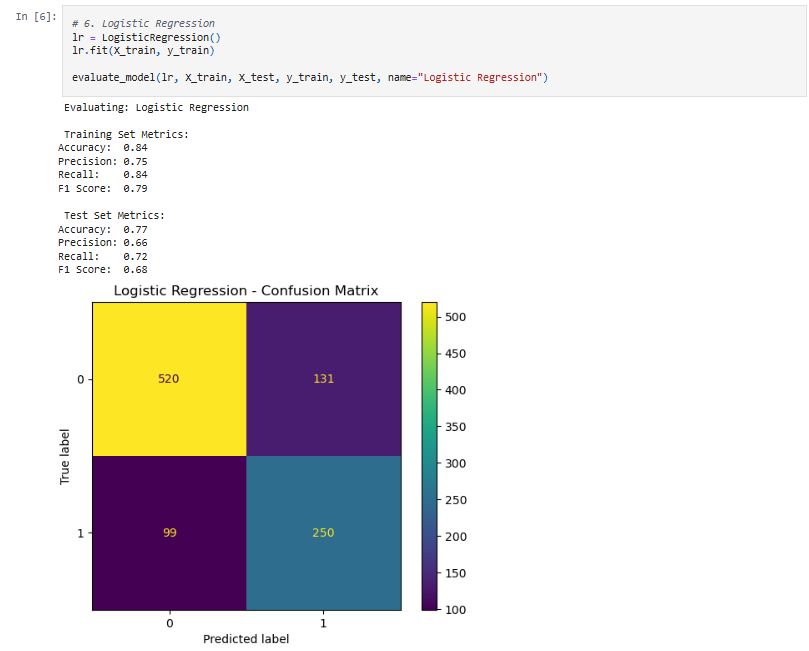 In [6]:
# 6. Logistic Regression
lr = LogisticRegression()
lr.fit(X_train, y_train)
evaluate_model(lr, X_train, X_test, y_train, y_test, name="Logistic Regression")
Evaluating: Logistic Regression
Training Set Metrics:
Accuracy:  0.84
Precision: 0.75
Recall:    0.84
F1 Score:  0.79
Test Set Metrics:
Accuracy:  0.77
Precision: 0.66
Recall:    0.72
F1 Score:  0.68
Logistic Regression - Confusion Matrix
500
450
400
350
300
250
200
150
100
True label
0
520 131
1
99 250
0 1
Predicted label